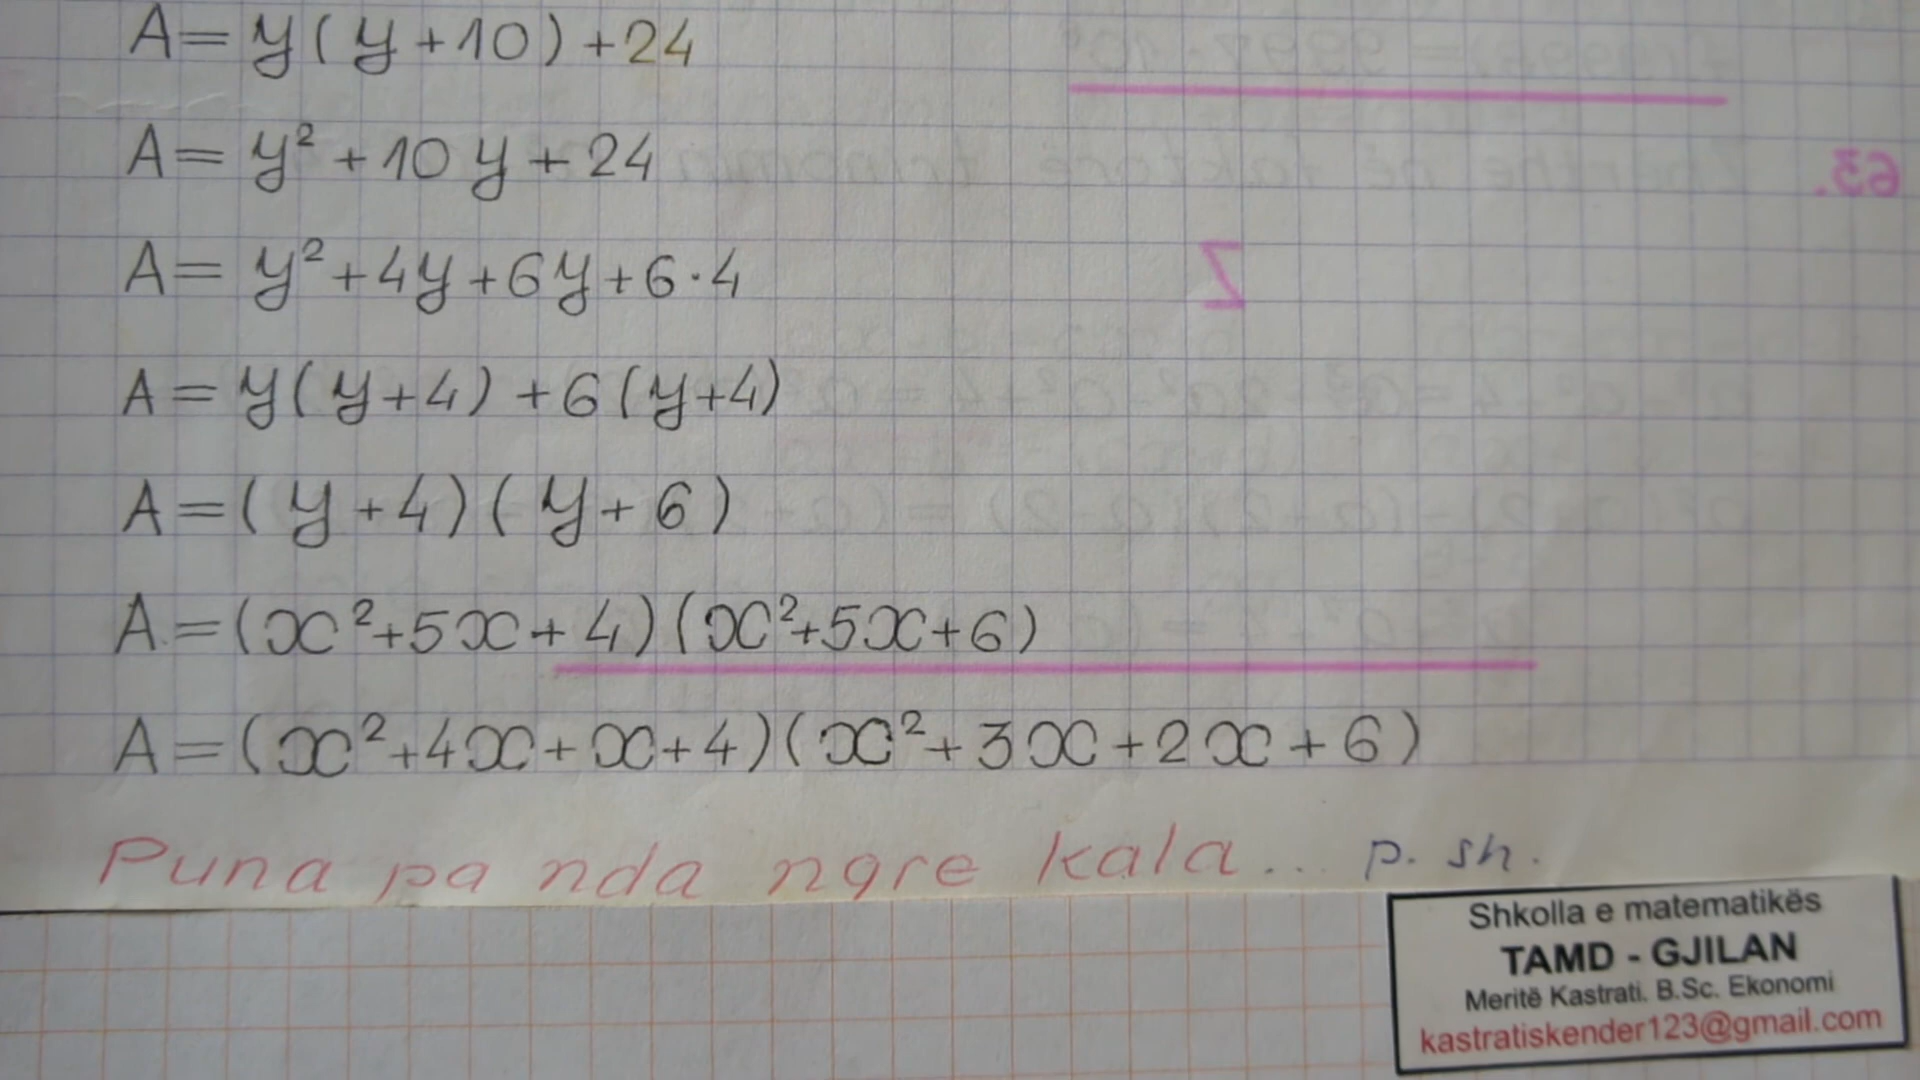 A = y(y+10)+24
A = y²+10y+24
A = y²+4y+6y+6·4
A = y(y+4)+6(y+4)
A = (y+4)(y+6)
A = (x²+5x+4)(x²+5x+6)
A = (x²+4x+x+4)(x²+3x+2x+6)
Puna pa nda ngre kala... p.sh.
Shkolla e matematikës
TAMD - GJILAN
Meritë Kastrati. B.Sc. Ekonomi
kastratiskender123@gmail.com
63.